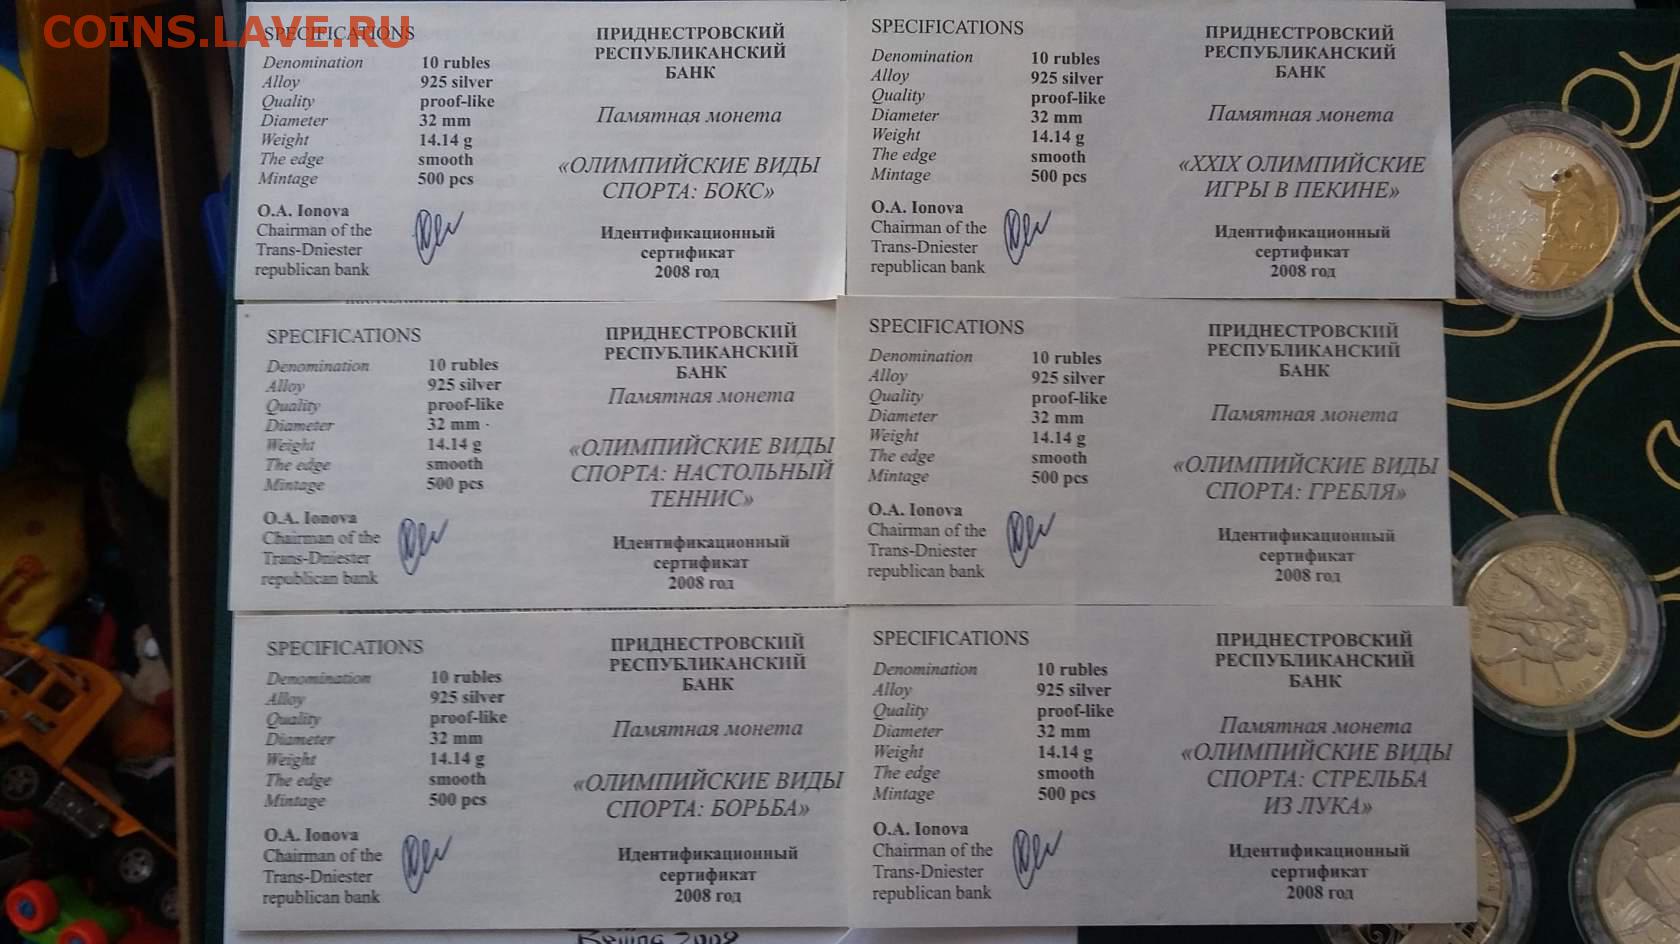 COINS.LAVE.RU
SPECIFICATIONS
Denomination 10 rubles
Alloy 925 silver
Quality proof-like
Diameter 32 mm
Weight 14.14 g
The edge smooth
Mintage 500 pcs
O.A. Ionova
Chairman of the
Trans-Dniester
republican bank
ПРИДНЕСТРОВСКИЙ
РЕСПУБЛИКАНСКИЙ
БАНК
Памятная монета
«ОЛИМПИЙСКИЕ ВИДЫ
СПОРТА: БОКС»
Идентификационный
сертификат
2008 год
SPECIFICATIONS
Denomination 10 rubles
Alloy 925 silver
Quality proof-like
Diameter 32 mm
Weight 14.14 g
The edge smooth
Mintage 500 pcs
O.A. Ionova
Chairman of the
Trans-Dniester
republican bank
ПРИДНЕСТРОВСКИЙ
РЕСПУБЛИКАНСКИЙ
БАНК
Памятная монета
«XXIX ОЛИМПИЙСКИЕ
ИГРЫ В ПЕКИНЕ»
Идентификационный
сертификат
2008 год
SPECIFICATIONS
Denomination 10 rubles
Alloy 925 silver
Quality proof-like
Diameter 32 mm
Weight 14.14 g
The edge smooth
Mintage 500 pcs
O.A. Ionova
Chairman of the
Trans-Dniester
republican bank
ПРИДНЕСТРОВСКИЙ
РЕСПУБЛИКАНСКИЙ
БАНК
Памятная монета
«ОЛИМПИЙСКИЕ ВИДЫ
СПОРТА: НАСТОЛЬНЫЙ
ТЕННИС»
Идентификационный
сертификат
2008 год
SPECIFICATIONS
Denomination 10 rubles
Alloy 925 silver
Quality proof-like
Diameter 32 mm
Weight 14.14 g
The edge smooth
Mintage 500 pcs
O.A. Ionova
Chairman of the
Trans-Dniester
republican bank
ПРИДНЕСТРОВСКИЙ
РЕСПУБЛИКАНСКИЙ
БАНК
Памятная монета
«ОЛИМПИЙСКИЕ ВИДЫ
СПОРТА: ГРЕБЛЯ»
Идентификационный
сертификат
2008 год
SPECIFICATIONS
Denomination 10 rubles
Alloy 925 silver
Quality proof-like
Diameter 32 mm
Weight 14.14 g
The edge smooth
Mintage 500 pcs
O.A. Ionova
Chairman of the
Trans-Dniester
republican bank
ПРИДНЕСТРОВСКИЙ
РЕСПУБЛИКАНСКИЙ
БАНК
Памятная монета
«ОЛИМПИЙСКИЕ ВИДЫ
СПОРТА: БОРЬБА»
Идентификационный
сертификат
2008 год
SPECIFICATIONS
Denomination 10 rubles
Alloy 925 silver
Quality proof-like
Diameter 32 mm
Weight 14.14 g
The edge smooth
Mintage 500 pcs
O.A. Ionova
Chairman of the
Trans-Dniester
republican bank
ПРИДНЕСТРОВСКИЙ
РЕСПУБЛИКАНСКИЙ
БАНК
Памятная монета
«ОЛИМПИЙСКИЕ ВИДЫ
СПОРТА: СТРЕЛЬБА
ИЗ ЛУКА»
Идентификационный
сертификат
2008 год
Beijing 2008